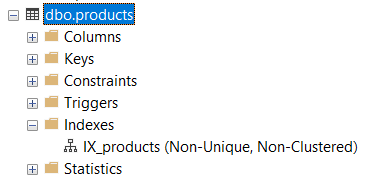 dbo.products
Columns
Keys
Constraints
Triggers
Indexes
IX_products (Non-Unique, Non-Clustered)
Statistics